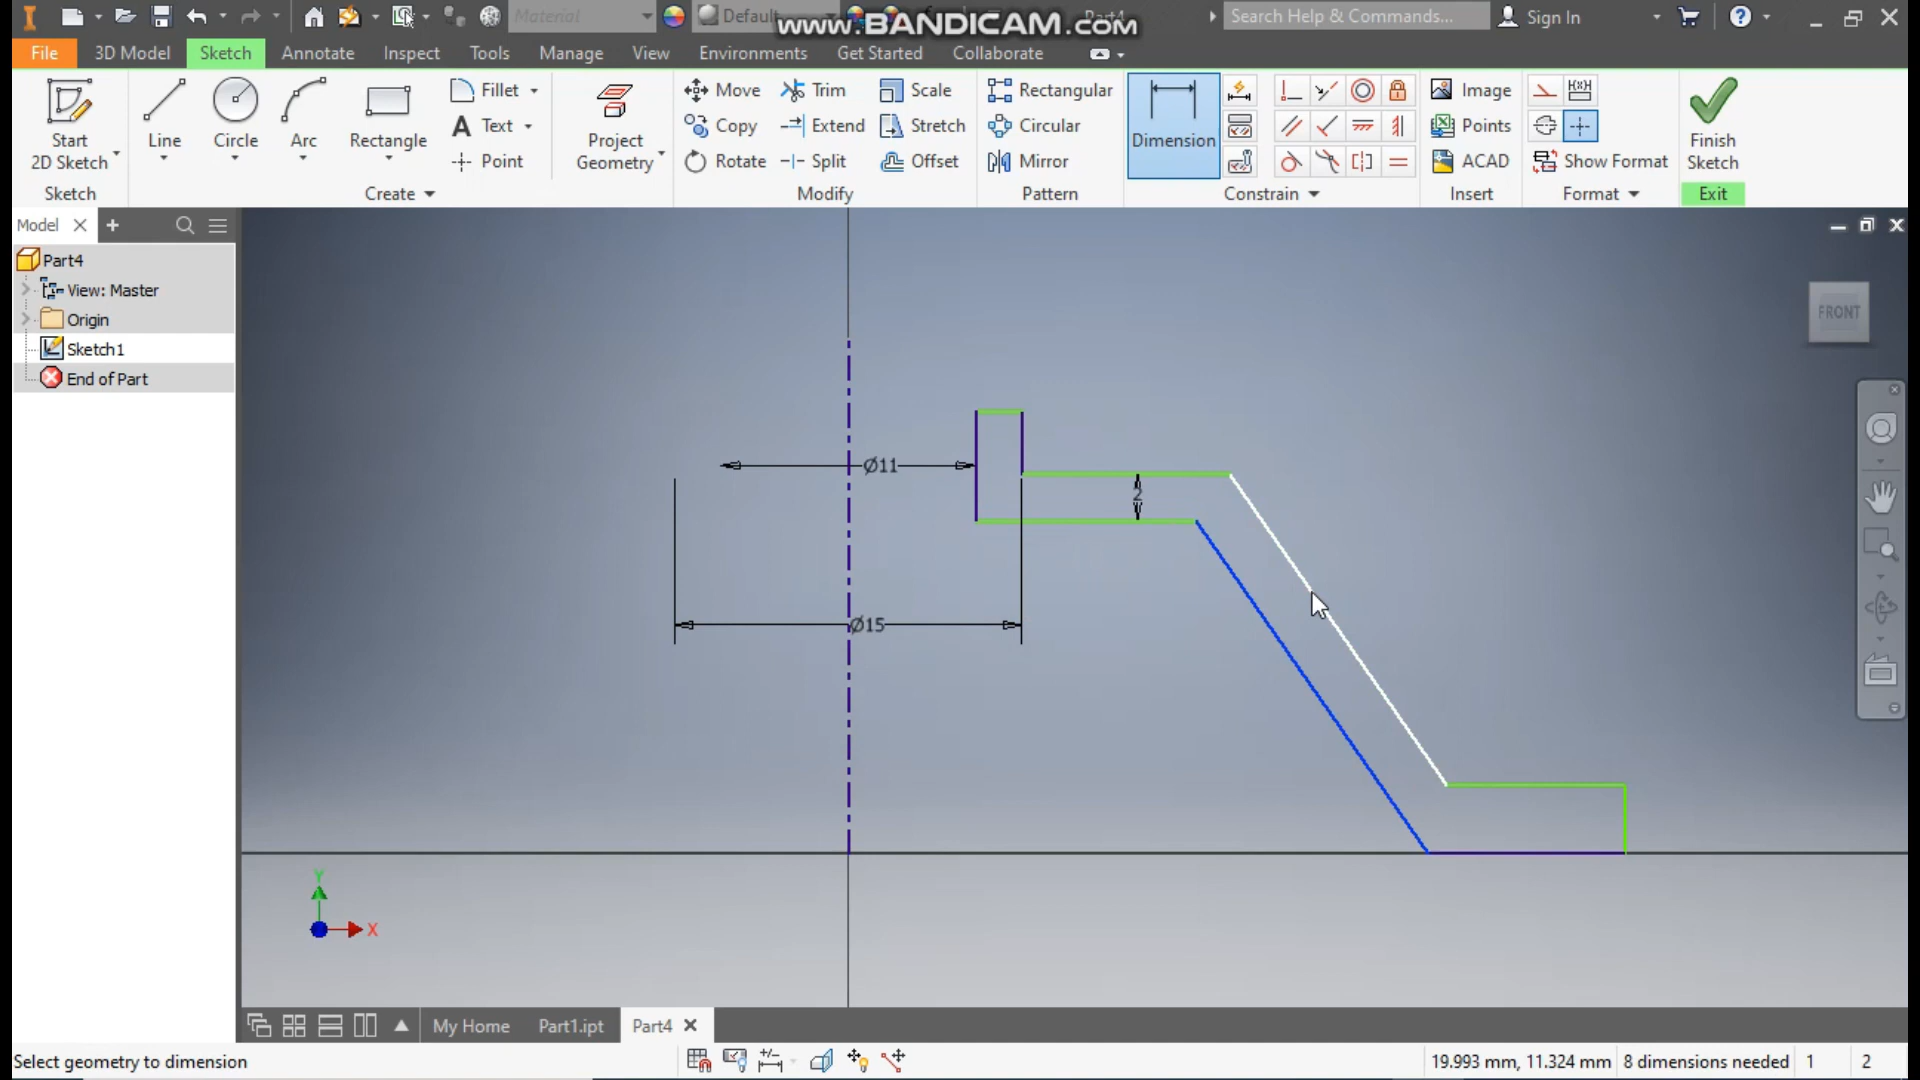 Material
Default
www.BANDICAM.com
Part4
Search Help & Commands...
Sign In
File
3D Model
Sketch
Annotate
Inspect
Tools
Manage
View
Environments
Get Started
Collaborate
Start
2D Sketch
Line
Circle
Arc
Rectangle
Fillet
Text
Point
Project
Geometry
Move
Copy
Rotate
Trim
Extend
Split
Scale
Stretch
Offset
Rectangular
Circular
Mirror
Dimension
Image
Points
ACAD
Show Format
Finish
Sketch
Sketch
Create
Modify
Pattern
Constrain
Insert
Format
Exit
Model
Part4
View: Master
Origin
Sketch1
End of Part
FRONT
Ø11
2
Ø15
Y
X
My Home
Part1.ipt
Part4
Select geometry to dimension
19.993 mm, 11.324 mm
8 dimensions needed
1
2